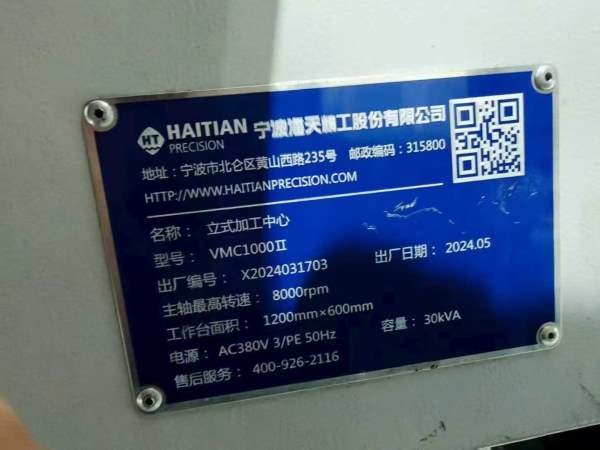 HT HAITIAN PRECISION 宁波海天精工股份有限公司
地址：宁波市北仑区黄山西路235号 邮政编码：315800
HTTP://WWW.HAITIANPRECISION.COM
名称：立式加工中心
型号：VMC1000Ⅱ
出厂编号：X2024031703 出厂日期：2024.05
主轴最高转速：8000rpm
工作台面积：1200mm×600mm
电源：AC380V 3/PE 50Hz 容量：30kVA
售后服务：400-926-2116